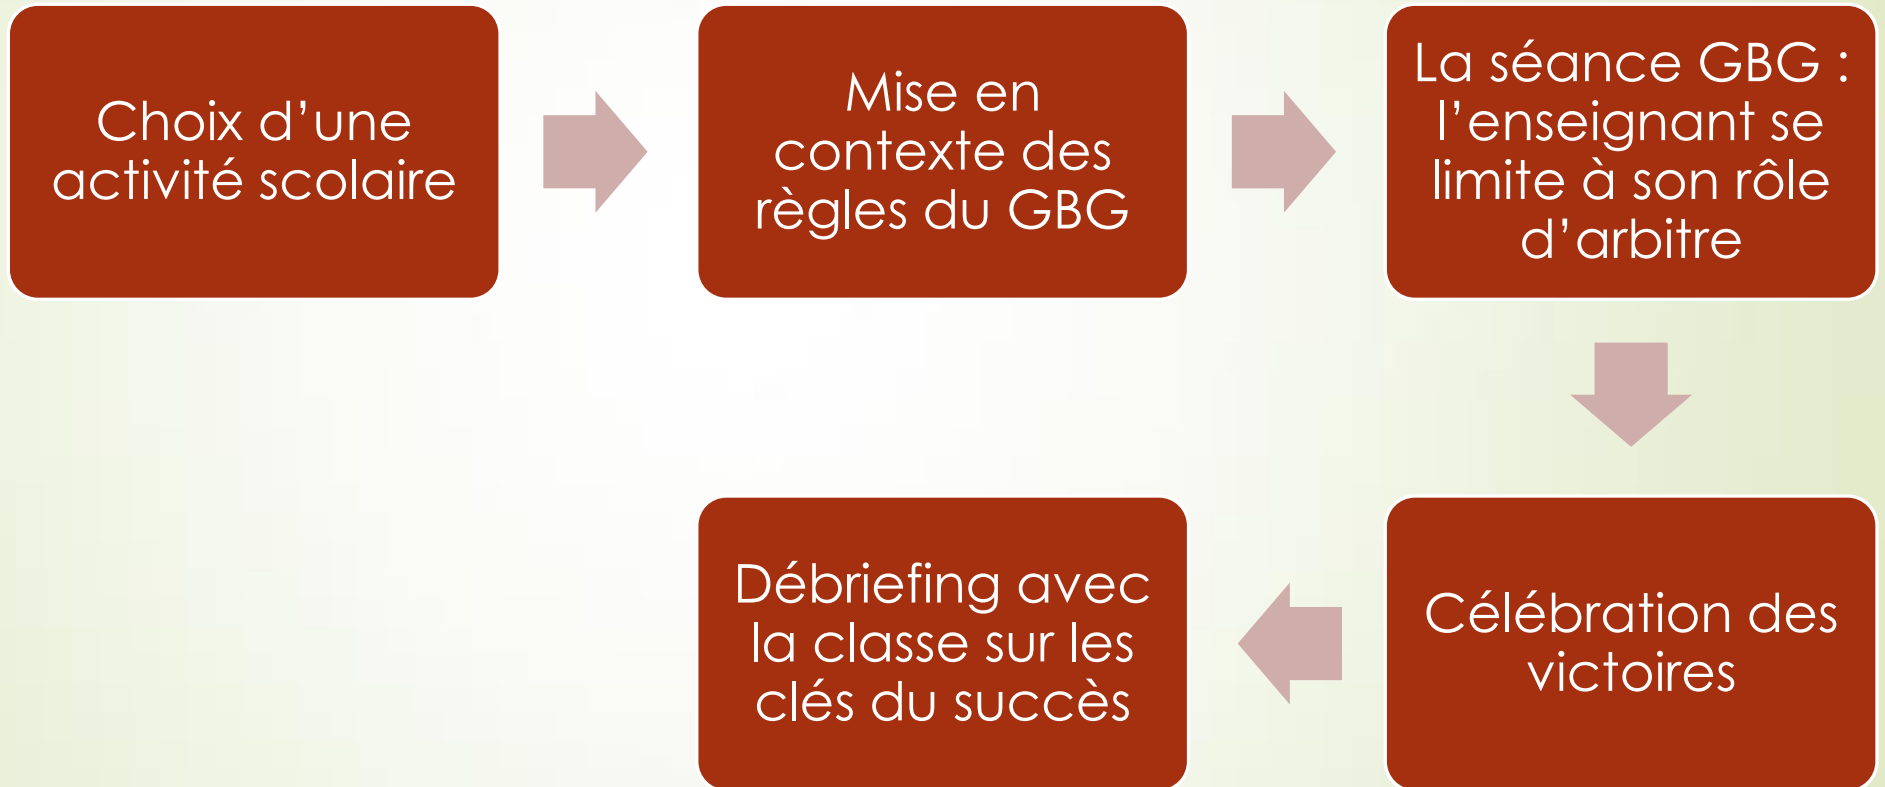 Choix d’une
activité scolaire
Mise en
contexte des
règles du GBG
La séance GBG :
l’enseignant se
limite à son rôle
d’arbitre
Célébration des
victoires
Débriefing avec
la classe sur les
clés du succès